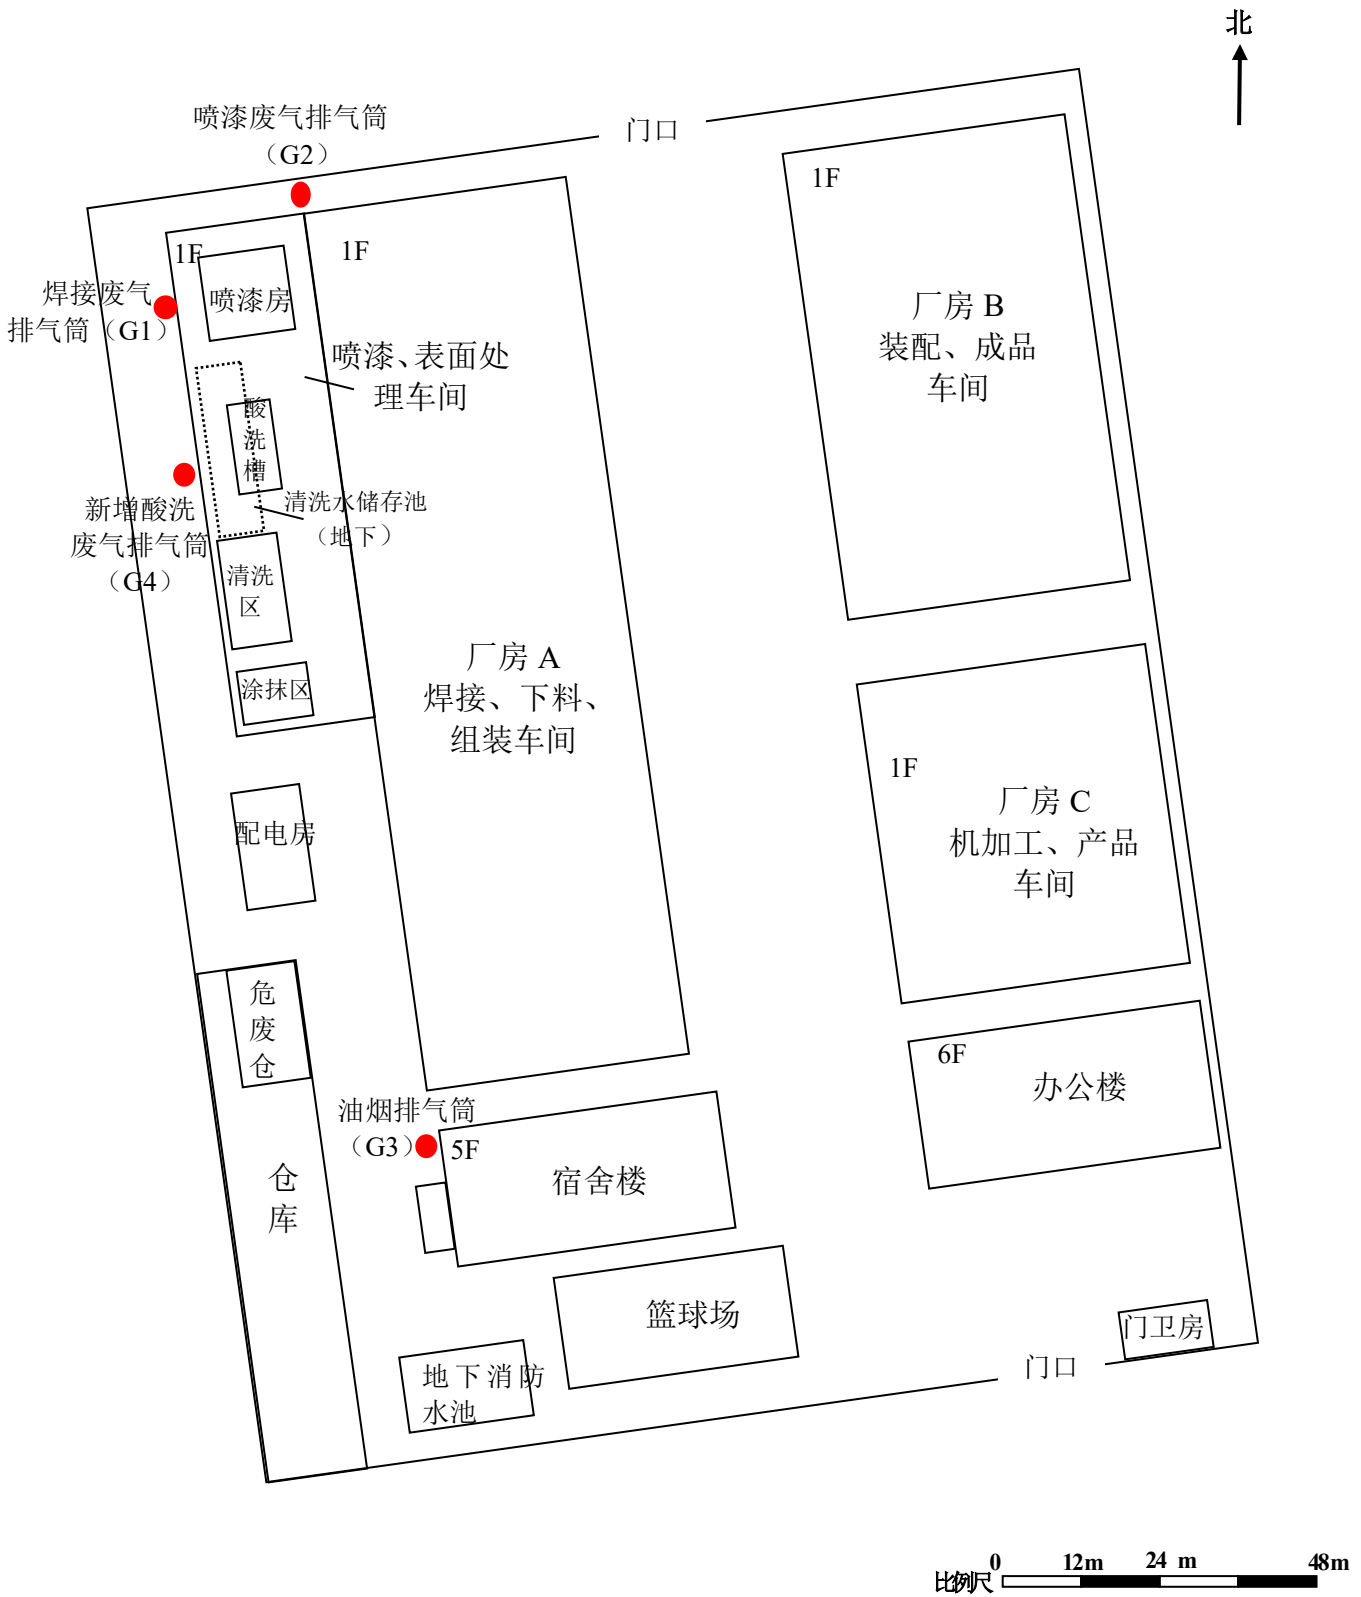 北
喷漆废气排气筒
（G2）
门口
1F
1F
1F
焊接废气
排气筒（G1）
喷漆房
厂房 B
装配、成品
车间
喷漆、表面处
理车间
酸
洗
槽
清洗水储存池
（地下）
新增酸洗
废气排气筒
（G4）
清洗
区
厂房 A
焊接、下料、
组装车间
涂抹区
1F
厂房 C
机加工、产品
车间
配电房
危
废
仓
6F
办公楼
油烟排气筒
（G3）
5F
宿舍楼
仓
库
篮球场
门卫房
地下消防
水池
门口
0 12m 24 m 48m
比例尺